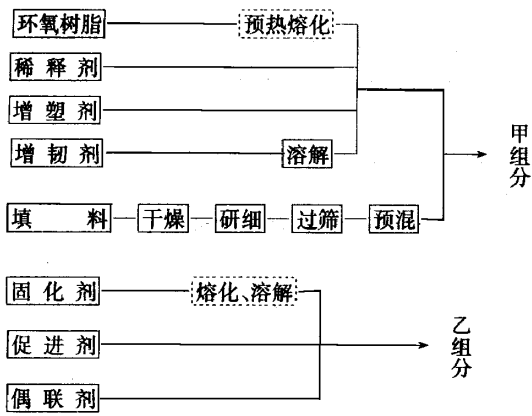 环氧树脂 预热熔化
稀释剂
增塑剂
增韧剂 溶解
甲组分
填料 干燥 研细 过筛 预混
固化剂 熔化、溶解
促进剂
乙组分
偶联剂